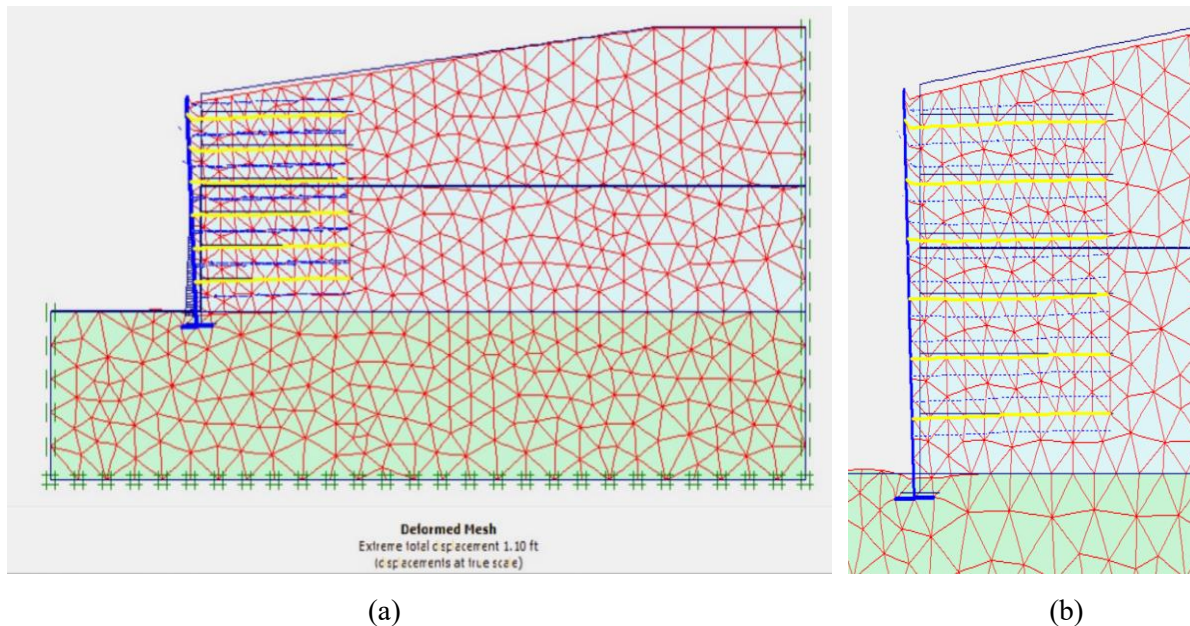 Deformed Mesh
Extreme total displacement 1.10 ft
(displacements at true scale)
(a)
(b)